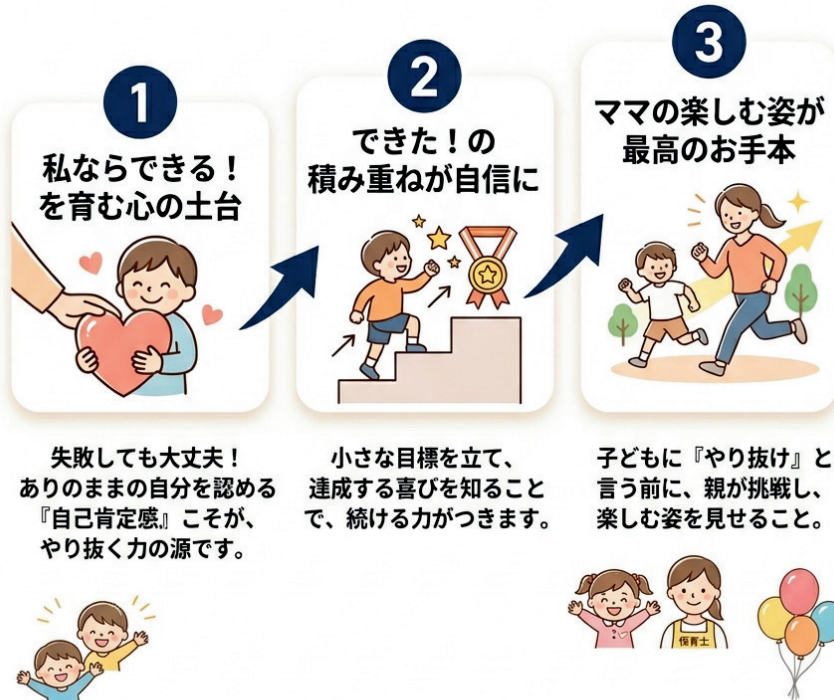 1
私ならできる！
を育む心の土台
失敗しても大丈夫！
ありのままの自分を認める
『自己肯定感』こそが、
やり抜く力の源です。
2
できた！の
積み重ねが自信に
小さな目標を立て、
達成する喜びを知ること
で、続ける力がつきます。
3
ママの楽しむ姿が
最高のお手本
子どもに『やり抜け』と
言う前に、親が挑戦し、
楽しむ姿を見せること。
保育士